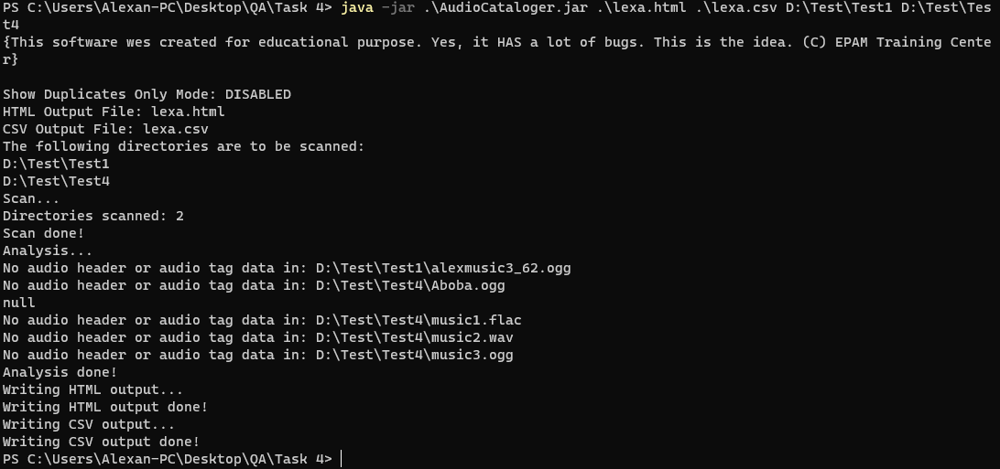 PS C:\Users\Alexan-PC\Desktop\QA\Task 4> java -jar .\AudioCataloger.jar .\lexa.html .\lexa.csv D:\Test\Test1 D:\Test\Tes
t4
{This software wes created for educational purpose. Yes, it HAS a lot of bugs. This is the idea. (C) EPAM Training Cente
r}

Show Duplicates Only Mode: DISABLED
HTML Output File: lexa.html
CSV Output File: lexa.csv
The following directories are to be scanned:
D:\Test\Test1
D:\Test\Test4
Scan...
Directories scanned: 2
Scan done!
Analysis...
No audio header or audio tag data in: D:\Test\Test1\alexmusic3_62.ogg
No audio header or audio tag data in: D:\Test\Test4\Aboba.ogg
null
No audio header or audio tag data in: D:\Test\Test4\music1.flac
No audio header or audio tag data in: D:\Test\Test4\music2.wav
No audio header or audio tag data in: D:\Test\Test4\music3.ogg
Analysis done!
Writing HTML output...
Writing HTML output done!
Writing CSV output...
Writing CSV output done!
PS C:\Users\Alexan-PC\Desktop\QA\Task 4>